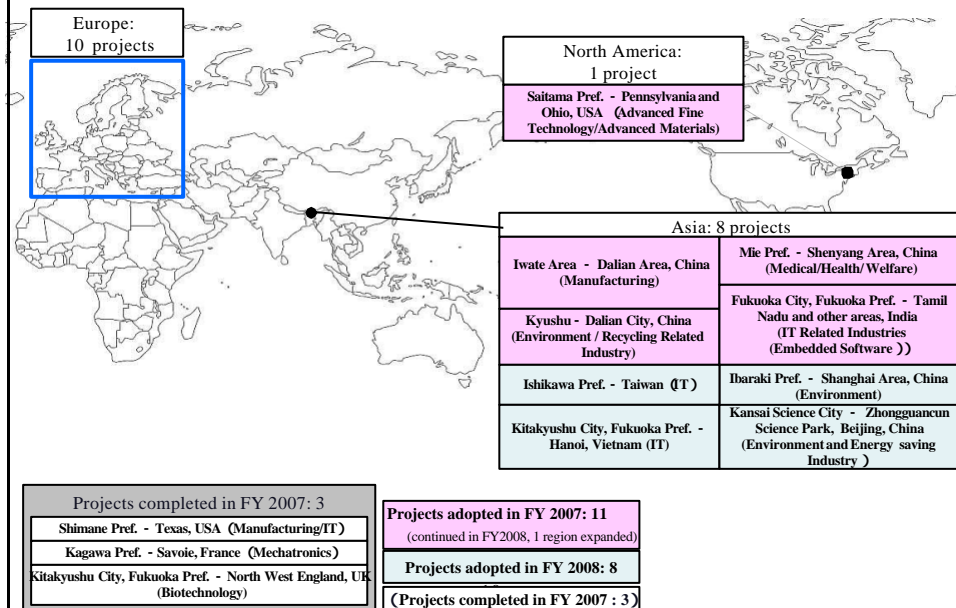 Europe:
10 projects
North America:
1 project
Saitama Pref. - Pennsylvania and
Ohio, USA (Advanced Fine
Technology/Advanced Materials)
Asia: 8 projects
Iwate Area - Dalian Area, China
(Manufacturing)
Mie Pref. - Shenyang Area, China
(Medical/Health/Welfare)
Kyushu - Dalian City, China
(Environment / Recycling Related
Industry)
Fukuoka City, Fukuoka Pref. - Tamil
Nadu and other areas, India
(IT Related Industries
(Embedded Software))
Ishikawa Pref. - Taiwan (IT)
Ibaraki Pref. - Shanghai Area, China
(Environment)
Kitakyushu City, Fukuoka Pref. -
Hanoi, Vietnam (IT)
Kansai Science City - Zhongguancun
Science Park, Beijing, China
(Environment and Energy saving
Industry )
Projects completed in FY 2007: 3
Shimane Pref. - Texas, USA (Manufacturing/IT)
Kagawa Pref. - Savoie, France (Mechatronics)
Kitakyushu City, Fukuoka Pref. - North West England, UK
(Biotechnology)
Projects adopted in FY 2007: 11
(continued in FY2008, 1 region expanded)
Projects adopted in FY 2008: 8
(Projects completed in FY 2007 : 3)